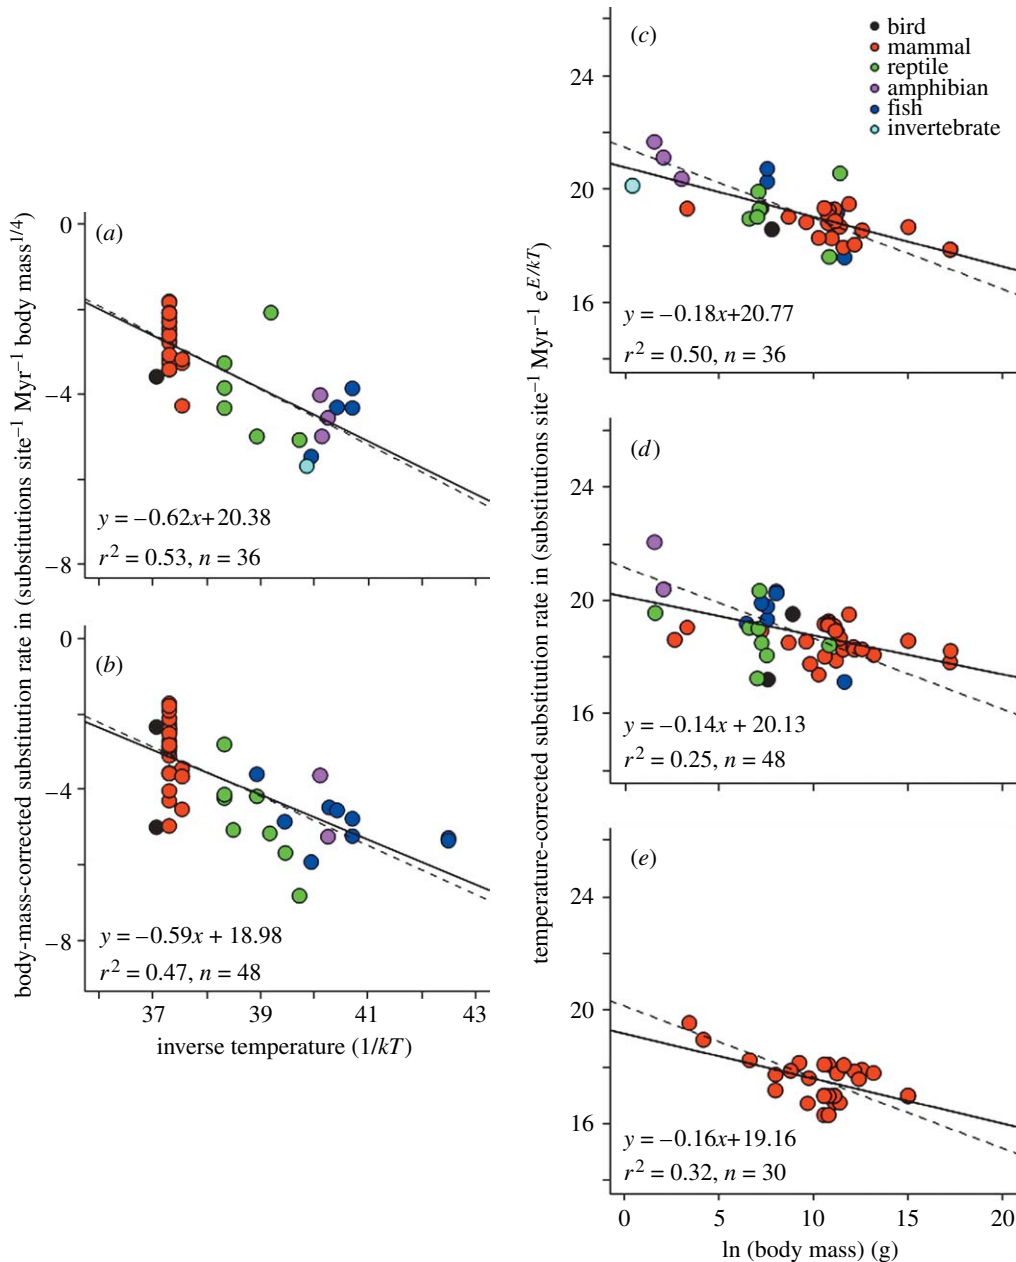 body-mass-corrected substitution rate in (substitutions site⁻¹ Myr⁻¹ body mass¹ᐟ⁴)
0
(a)
−4
y = −0.62x+20.38
r² = 0.53, n = 36
−8
0
(b)
−4
y = −0.59x + 18.98
−8
r² = 0.47, n = 48
37 39 41 43
inverse temperature (1/kT)
temperature-corrected substitution rate in (substitutions site⁻¹ Myr⁻¹ e^E/kT)
(c)
bird
mammal
reptile
amphibian
fish
invertebrate
24
20
16
y = −0.18x+20.77
r² = 0.50, n = 36
(d)
24
20
16
y = −0.14x + 20.13
r² = 0.25, n = 48
(e)
24
20
16
y = −0.16x+19.16
r² = 0.32, n = 30
0 5 10 15 20
ln (body mass) (g)